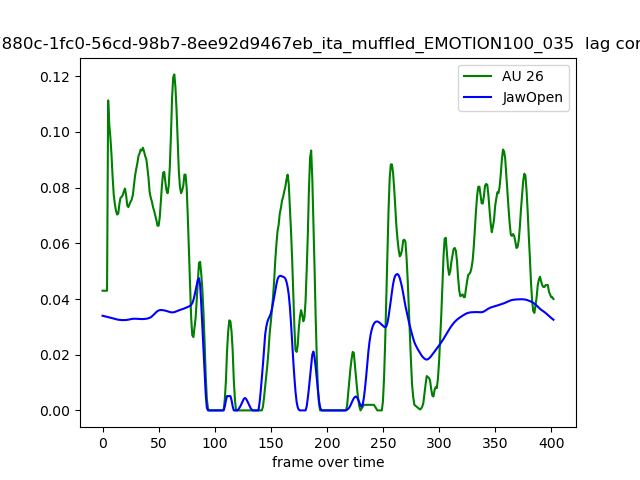 7880c-1fc0-56cd-98b7-8ee92d9467eb_ita_muffled_EMOTION100_035 lag cor
AU 26
JawOpen
0.12
0.10
0.08
0.06
0.04
0.02
0.00
0 50 100 150 200 250 300 350 400
frame over time